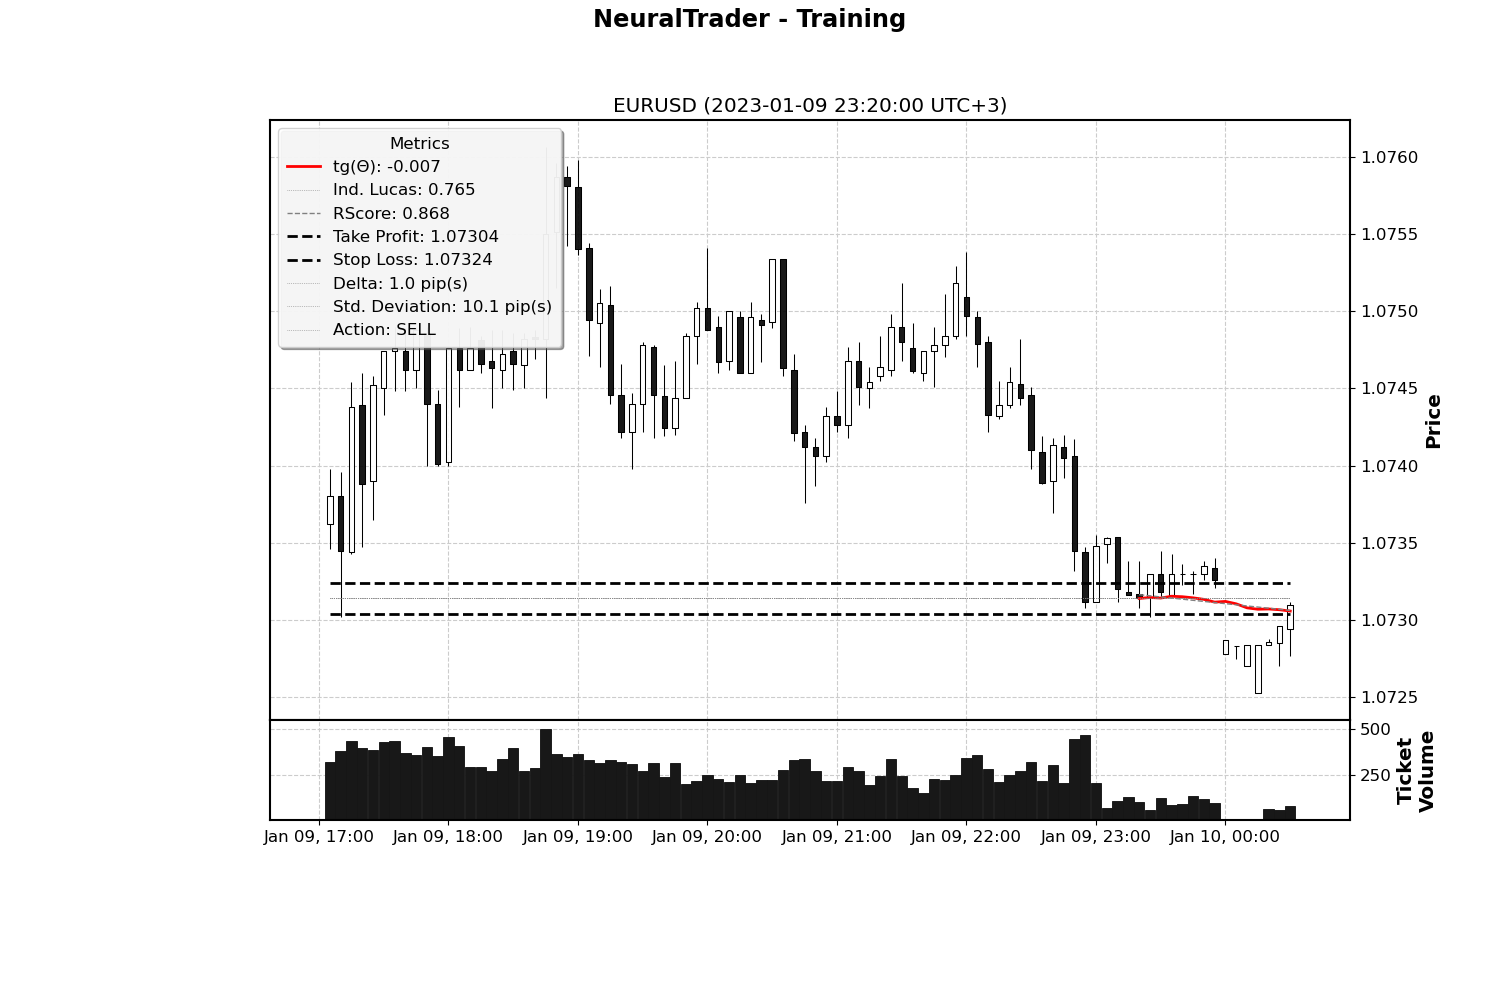 NeuralTrader - Training
EURUSD (2023-01-09 23:20:00 UTC+3)
Metrics
tg(Θ): -0.007
Ind. Lucas: 0.765
RScore: 0.868
Take Profit: 1.07304
Stop Loss: 1.07324
Delta: 1.0 pip(s)
Std. Deviation: 10.1 pip(s)
Action: SELL
1.0760
1.0755
1.0750
1.0745
1.0740
1.0735
1.0730
1.0725
Price
500
250
Ticket
Volume
Jan 09, 17:00 Jan 09, 18:00 Jan 09, 19:00 Jan 09, 20:00 Jan 09, 21:00 Jan 09, 22:00 Jan 09, 23:00 Jan 10, 00:00